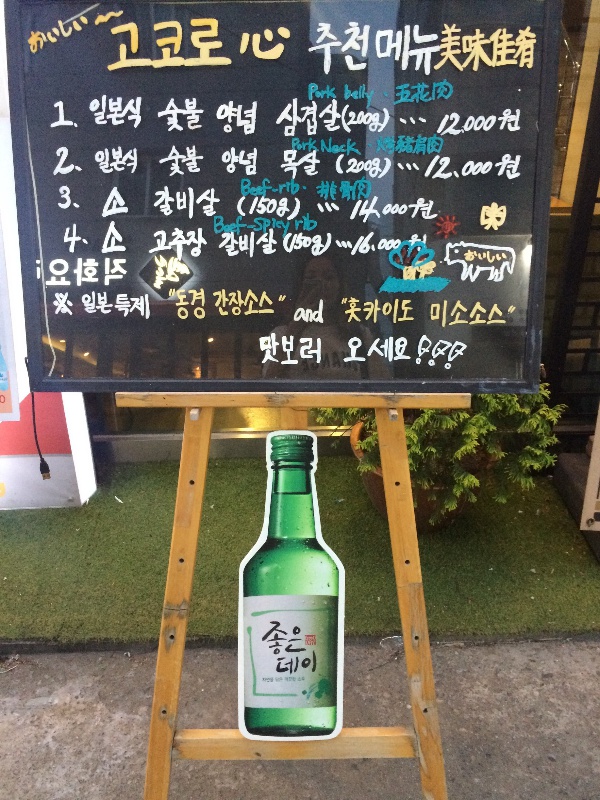 おいしい~ 고코로 心 추천메뉴 美味佳肴
Pork belly · 五花肉
1. 일본식 숯불 양념 삼겹살(200g) ··· 12,000원
Pork Neck · 烤猪肩肉
2. 일본식 숯불 양념 목살 (200g) ··· 12,000원
Beef-rib · 排骨肉
3. 소 갈비살 (150g) ··· 14,000원
Beef-Spicy rib
4. 소 고추장 갈비살 (150g) ··· 16,000원
직화요
おいしい
※ 일본특제 "동경 간장소스" and "홋카이도 미소소스"
맛보러 오세요!!!
좋은
데이